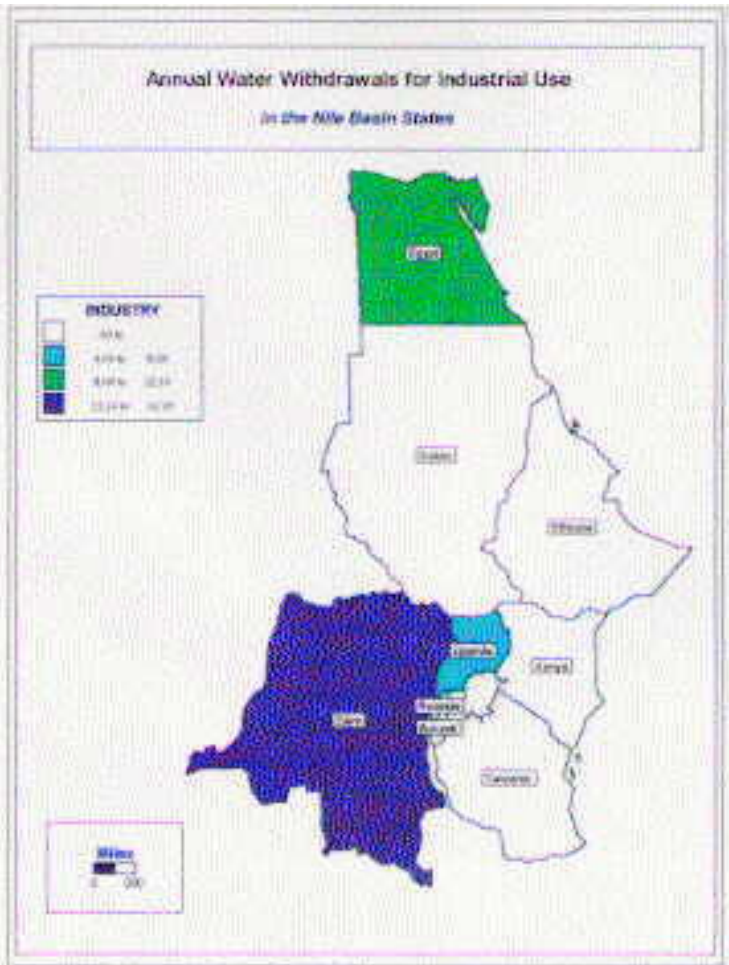 Annual Water Withdrawals for Industrial Use
in the Nile Basin States
Egypt
INDUSTRY
Sudan
Ethiopia
Uganda
Kenya
Zaire
Rwanda
Burundi
Tanzania
Miles
0 200